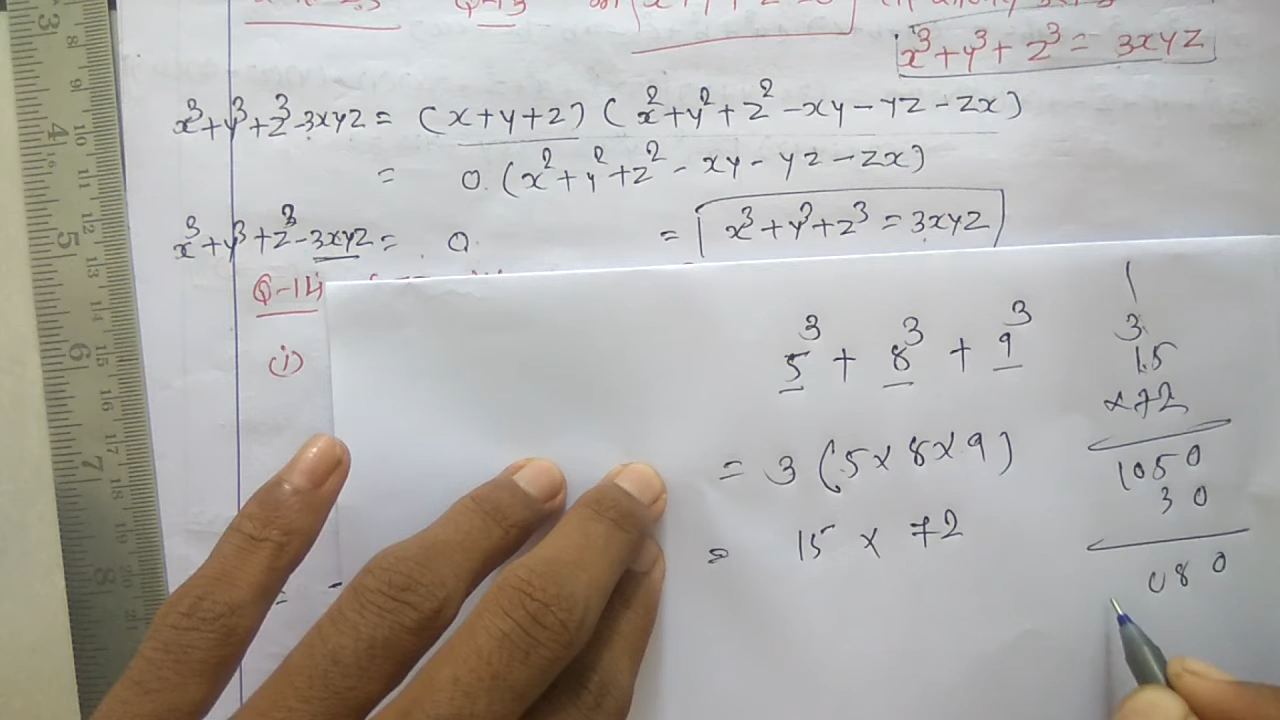 x³ + y³ + z³ = 3xyz
x³+y³+z³-3xyz = (x+y+z) (x²+y²+z²-xy-yz-zx)
= 0. (x²+y²+z²-xy-yz-zx)
x³+y³+z³-3xyz = 0.
= x³+y³+z³ = 3xyz
Q-14
(i)
5³ + 8³ + 9³
= 3 (5×8×9)
= 15 × 72
1
3
15
×72
1050
30
080